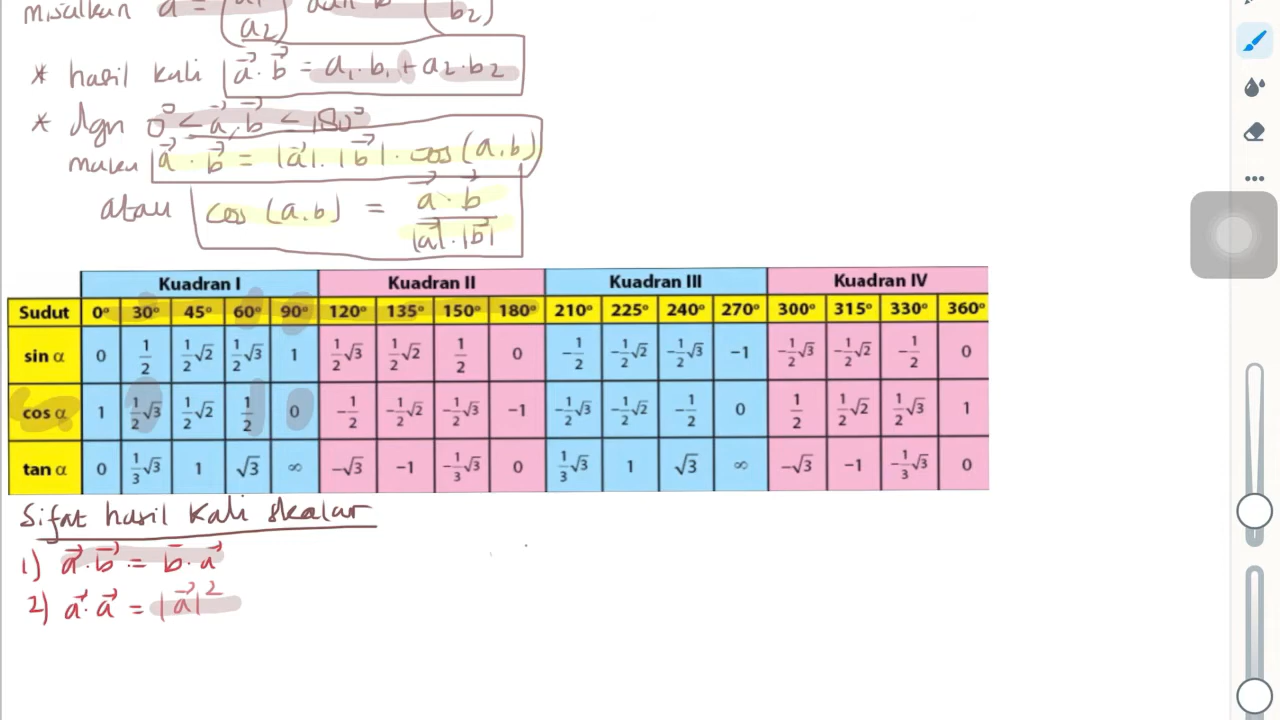 misalkan a⃗ = (a₁ a₂) dan b⃗ = ( b₂)
* hasil kali a⃗ · b⃗ = a₁ · b₁ + a₂ · b₂
* dgn 0° < a⃗, b⃗ < 180°
maka a⃗ · b⃗ = |a⃗| · |b⃗| · cos (a, b)
atau cos (a, b) = a⃗ · b⃗ / |a⃗| · |b⃗|
Kuadran I Kuadran II Kuadran III Kuadran IV
Sudut 0° 30° 45° 60° 90° 120° 135° 150° 180° 210° 225° 240° 270° 300° 315° 330° 360°
sin α 0 1/2 1/2√2 1/2√3 1 1/2√3 1/2√2 1/2 0 -1/2 -1/2√2 -1/2√3 -1 -1/2√3 -1/2√2 -1/2 0
cos α 1 1/2√3 1/2√2 1/2 0 -1/2 -1/2√2 -1/2√3 -1 -1/2√3 -1/2√2 -1/2 0 1/2 1/2√2 1/2√3 1
tan α 0 1/3√3 1 √3 ∞ -√3 -1 -1/3√3 0 1/3√3 1 √3 ∞ -√3 -1 -1/3√3 0
Sifat hasil kali skalar
1) a⃗ · b⃗ = b⃗ · a⃗
2) a⃗ · a⃗ = |a⃗|²